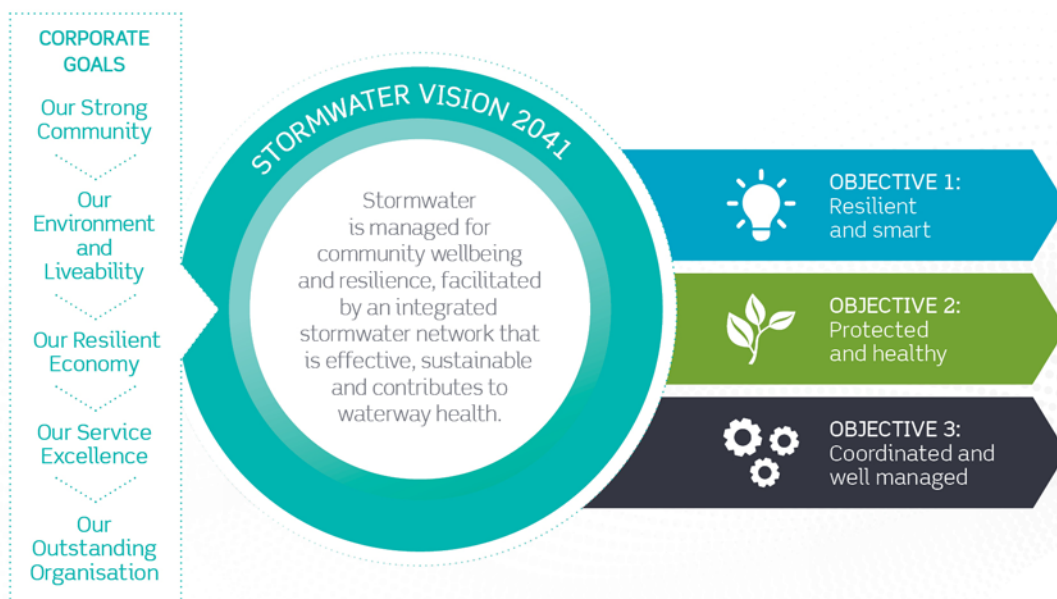 CORPORATE
GOALS
Our Strong
Community
Our
Environment
and
Liveability
Our Resilient
Economy
Our Service
Excellence
Our
Outstanding
Organisation
STORMWATER VISION 2041
Stormwater
is managed for
community wellbeing
and resilience, facilitated
by an integrated
stormwater network that
is effective, sustainable
and contributes to
waterway health.
OBJECTIVE 1:
Resilient
and smart
OBJECTIVE 2:
Protected
and healthy
OBJECTIVE 3:
Coordinated and
well managed